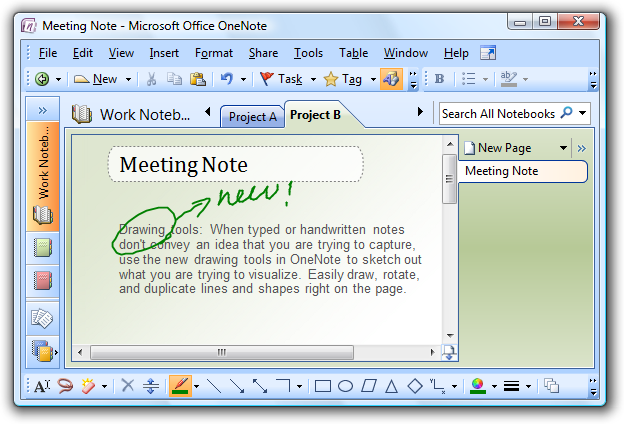 Meeting Note - Microsoft Office OneNote
File Edit View Insert Format Share Tools Table Window Help
New Task Tag B ab
Work Noteb... Project A Project B Search All Notebooks
Work Noteb...
New Page
Meeting Note
Meeting Note
new!
Drawing tools: When typed or handwritten notes
don't convey an idea that you are trying to capture,
use the new drawing tools in OneNote to sketch out
what you are trying to visualize. Easily draw, rotate,
and duplicate lines and shapes right on the page.
A